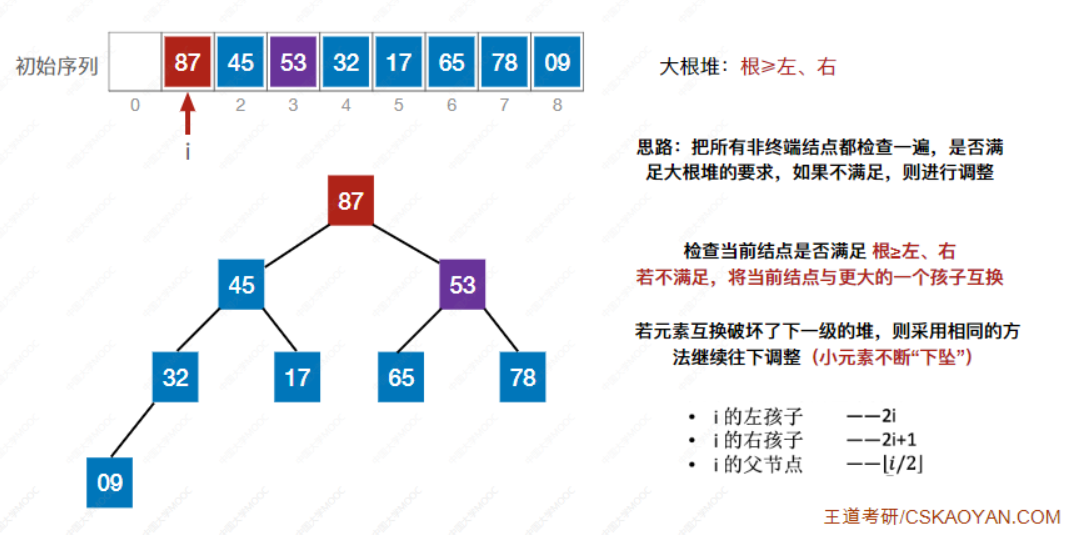 初始序列 87 45 53 32 17 65 78 09
0 2 3 4 5 6 7 8
i
大根堆：根≥左、右
思路：把所有非终端结点都检查一遍，是否满
足大根堆的要求，如果不满足，则进行调整
87
45 53
32 17 65 78
09
检查当前结点是否满足 根≥左、右
若不满足，将当前结点与更大的一个孩子互换
若元素互换破坏了下一级的堆，则采用相同的方
法继续往下调整（小元素不断“下坠”）
• i 的左孩子 ——2i
• i 的右孩子 ——2i+1
• i 的父节点 ——⌊i/2⌋
王道考研/CSKAOYAN.COM